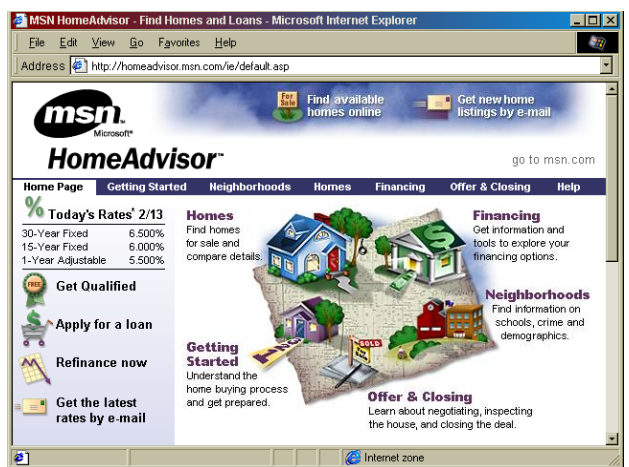 MSN HomeAdvisor - Find Homes and Loans - Microsoft Internet Explorer
File Edit View Go Favorites Help
Address http://homeadvisor.msn.com/ie/default.asp
msn.
Microsoft®
HomeAdvisor™
For Sale
Find available
homes online
Get new home
listings by e-mail
go to msn.com
Home Page Getting Started Neighborhoods Homes Financing Offer & Closing Help
% Today's Rates* 2/13
30-Year Fixed 6.500%
15-Year Fixed 6.000%
1-Year Adjustable 5.500%
FREE Get Qualified
$ Apply for a loan
Refinance now
Get the latest
rates by e-mail
Homes
Find homes
for sale and
compare details.
Financing
Get information and
tools to explore your
financing options.
$
Neighborhoods
Find information on
schools, crime and
demographics.
Getting
Started
Understand the
home buying process
and get prepared.
SOLD
Offer & Closing
Learn about negotiating, inspecting
the house, and closing the deal.
Internet zone